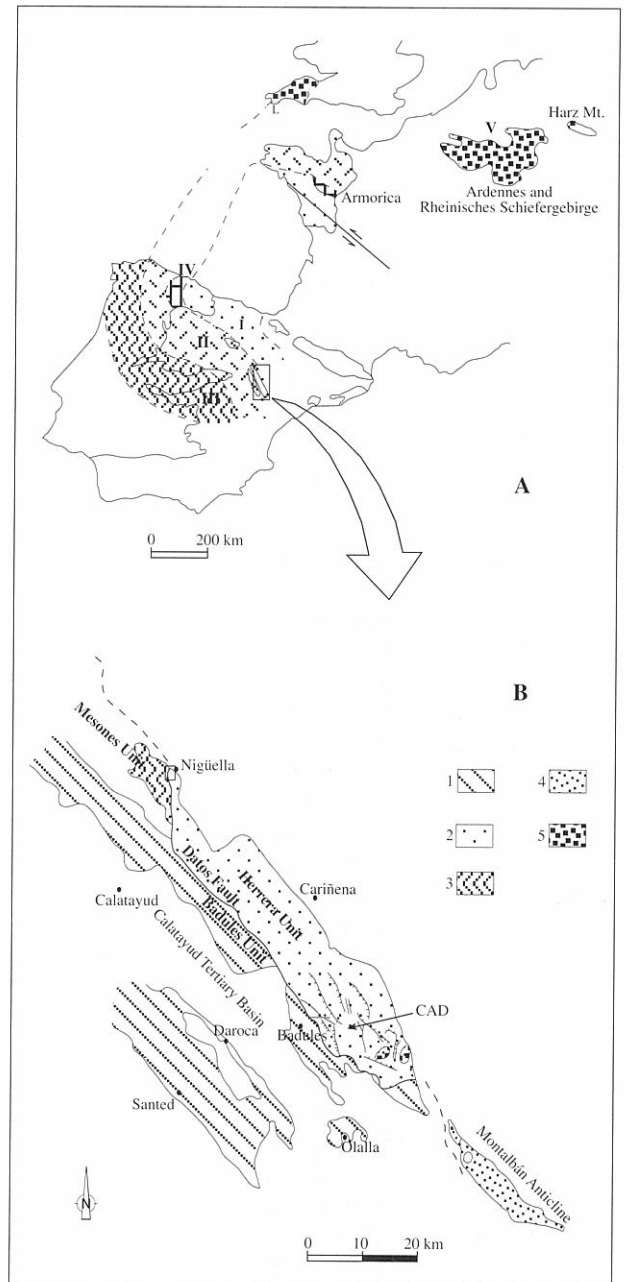 L
Harz Mt.
V
Armorica
Ardennes and
Rheinisches Schiefergebirge
IV
I
II
III
A
0 200 km
B
Mesones Unit
Nigüella
1
4
2
5
3
Datos Fault
Herrera Unit
Cariñena
Badules Unit
Calatayud
Calatayud Tertiary Basin
CAD
Badules
Daroca
Santed
Olalla
Montalbán Anticline
N
0 10 20 km